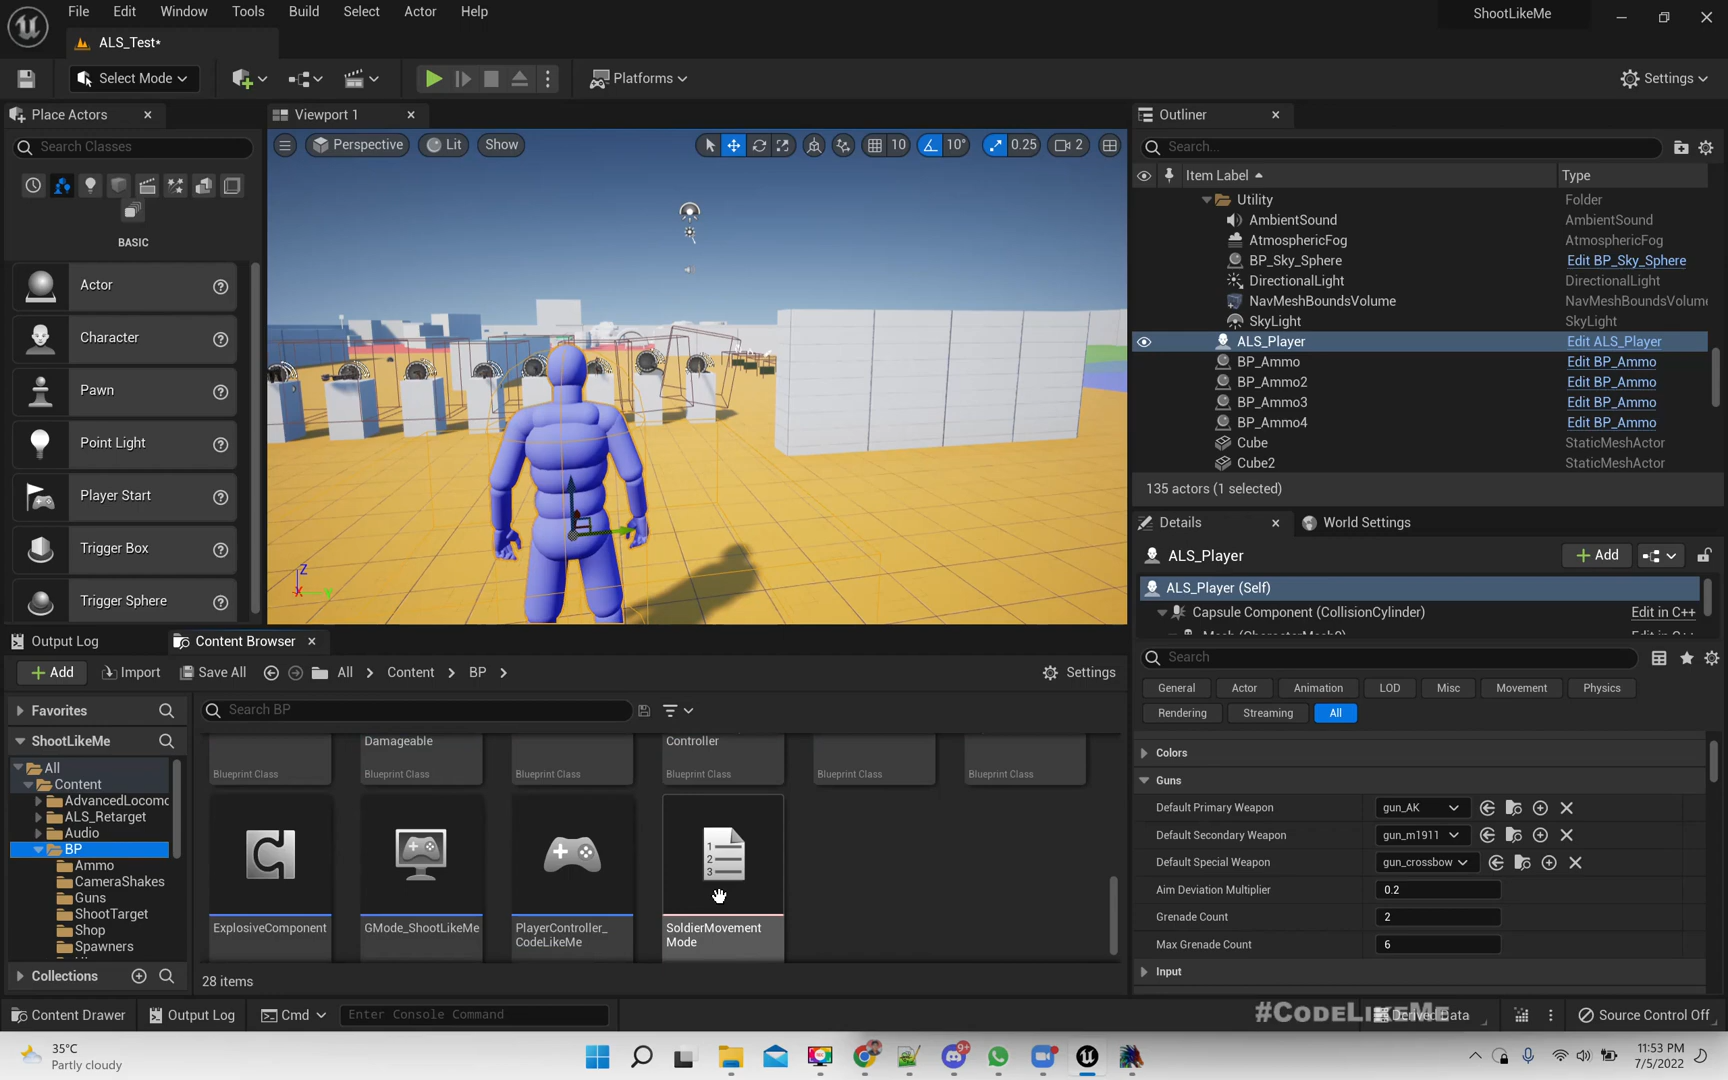 File Edit Window Tools Build Select Actor Help
ShootLikeMe
ALS_Test*
Select Mode
Platforms
Settings
Place Actors
Search Classes
BASIC
Actor
Character
Pawn
Point Light
Player Start
Trigger Box
Trigger Sphere
Viewport 1
Perspective Lit Show 10 10° 0.25 2
Z
X
Y
Outliner
Search...
Item Label Type
Utility Folder
AmbientSound AmbientSound
AtmosphericFog AtmosphericFog
BP_Sky_Sphere Edit BP_Sky_Sphere
DirectionalLight DirectionalLight
NavMeshBoundsVolume NavMeshBoundsVolume
SkyLight SkyLight
ALS_Player Edit ALS_Player
BP_Ammo Edit BP_Ammo
BP_Ammo2 Edit BP_Ammo
BP_Ammo3 Edit BP_Ammo
BP_Ammo4 Edit BP_Ammo
Cube StaticMeshActor
Cube2 StaticMeshActor
135 actors (1 selected)
Details World Settings
ALS_Player Add
ALS_Player (Self)
Capsule Component (CollisionCylinder) Edit in C++
Search
General Actor Animation LOD Misc Movement Physics
Rendering Streaming All
Colors
Guns
Default Primary Weapon gun_AK
Default Secondary Weapon gun_m1911
Default Special Weapon gun_crossbow
Aim Deviation Multiplier 0.2
Grenade Count 2
Max Grenade Count 6
Input
Output Log Content Browser
Add Import Save All All Content BP Settings
Favorites
ShootLikeMe
All
Content
AdvancedLocomo
ALS_Retarget
Audio
BP
Ammo
CameraShakes
Guns
ShootTarget
Shop
Spawners
Collections
Search BP
Damageable Controller
Blueprint Class Blueprint Class Blueprint Class Blueprint Class Blueprint Class Blueprint Class
1
2
3
ExplosiveComponent GMode_ShootLikeMe PlayerController_
CodeLikeMe SoldierMovement
Mode
28 items
Content Drawer Output Log Cmd Enter Console Command
#CODELIKEME
Derived Data Source Control Off
35°C
Partly cloudy
9+
11:53 PM
7/5/2022